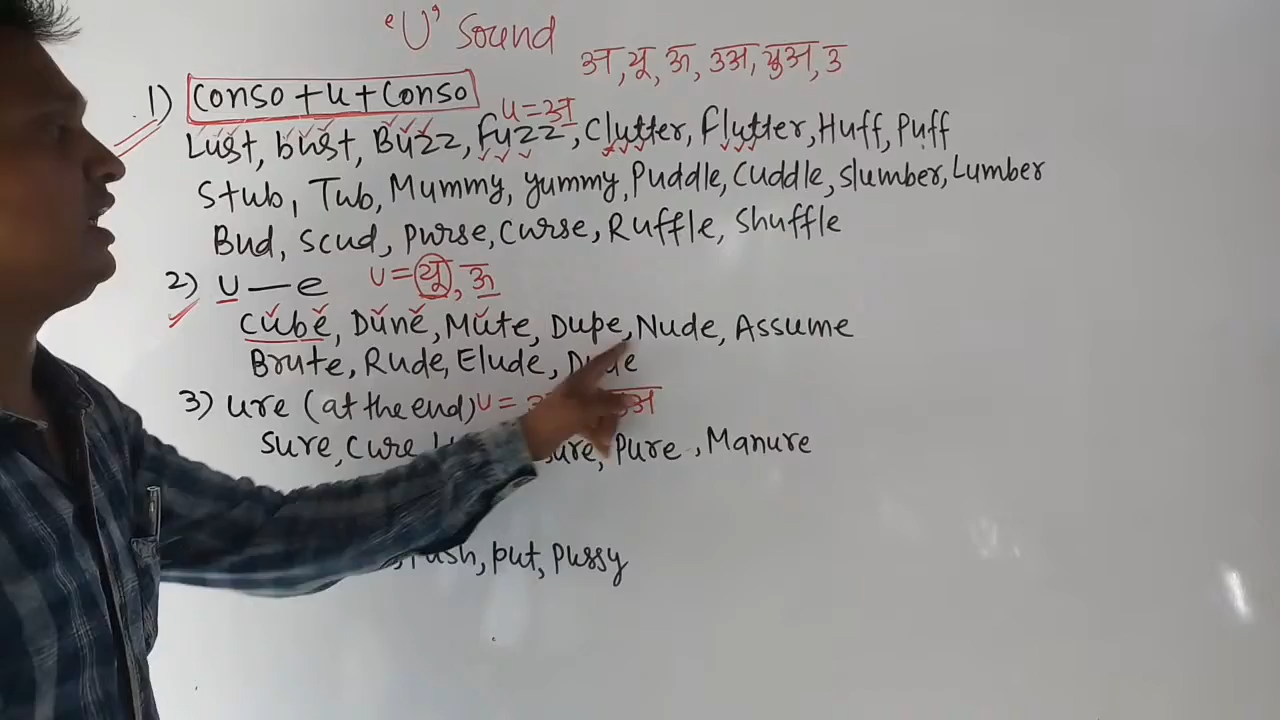 'U' Sound
अ, यू, ऊ, उअ, युअ, उ
1) Conso + u + Conso
u = अ
Lust, bust, Buzz, Fuzz, Clutter, Flutter, Huff, Puff
Stub, Tub, Mummy, yummy, Puddle, Cuddle, slumber, Lumber
Bud, Scud, Purse, Curse, Ruffle, Shuffle
2) U — e U = यू, ऊ
Cube, Dune, Mute, Dupe, Nude, Assume
Brute, Rude, Elude,
3) ure (at the end) U =
Sure, Cure Pure, Manure
put, Pussy